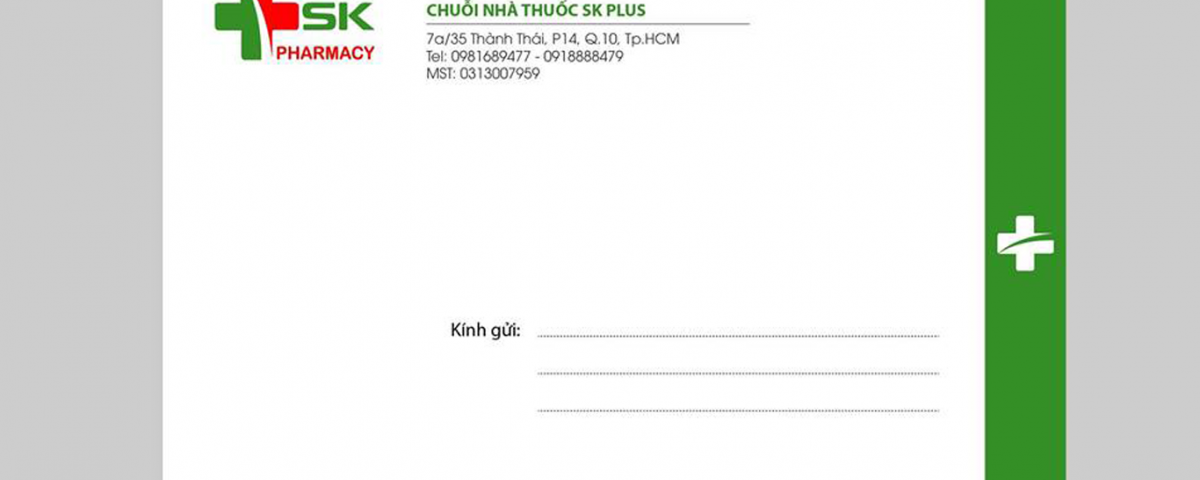 SK
PHARMACY
CHUỖI NHÀ THUỐC SK PLUS
7a/35 Thành Thái, P14, Q.10, Tp.HCM
Tel: 0981689477 - 0918888479
MST: 0313007959
Kính gửi: